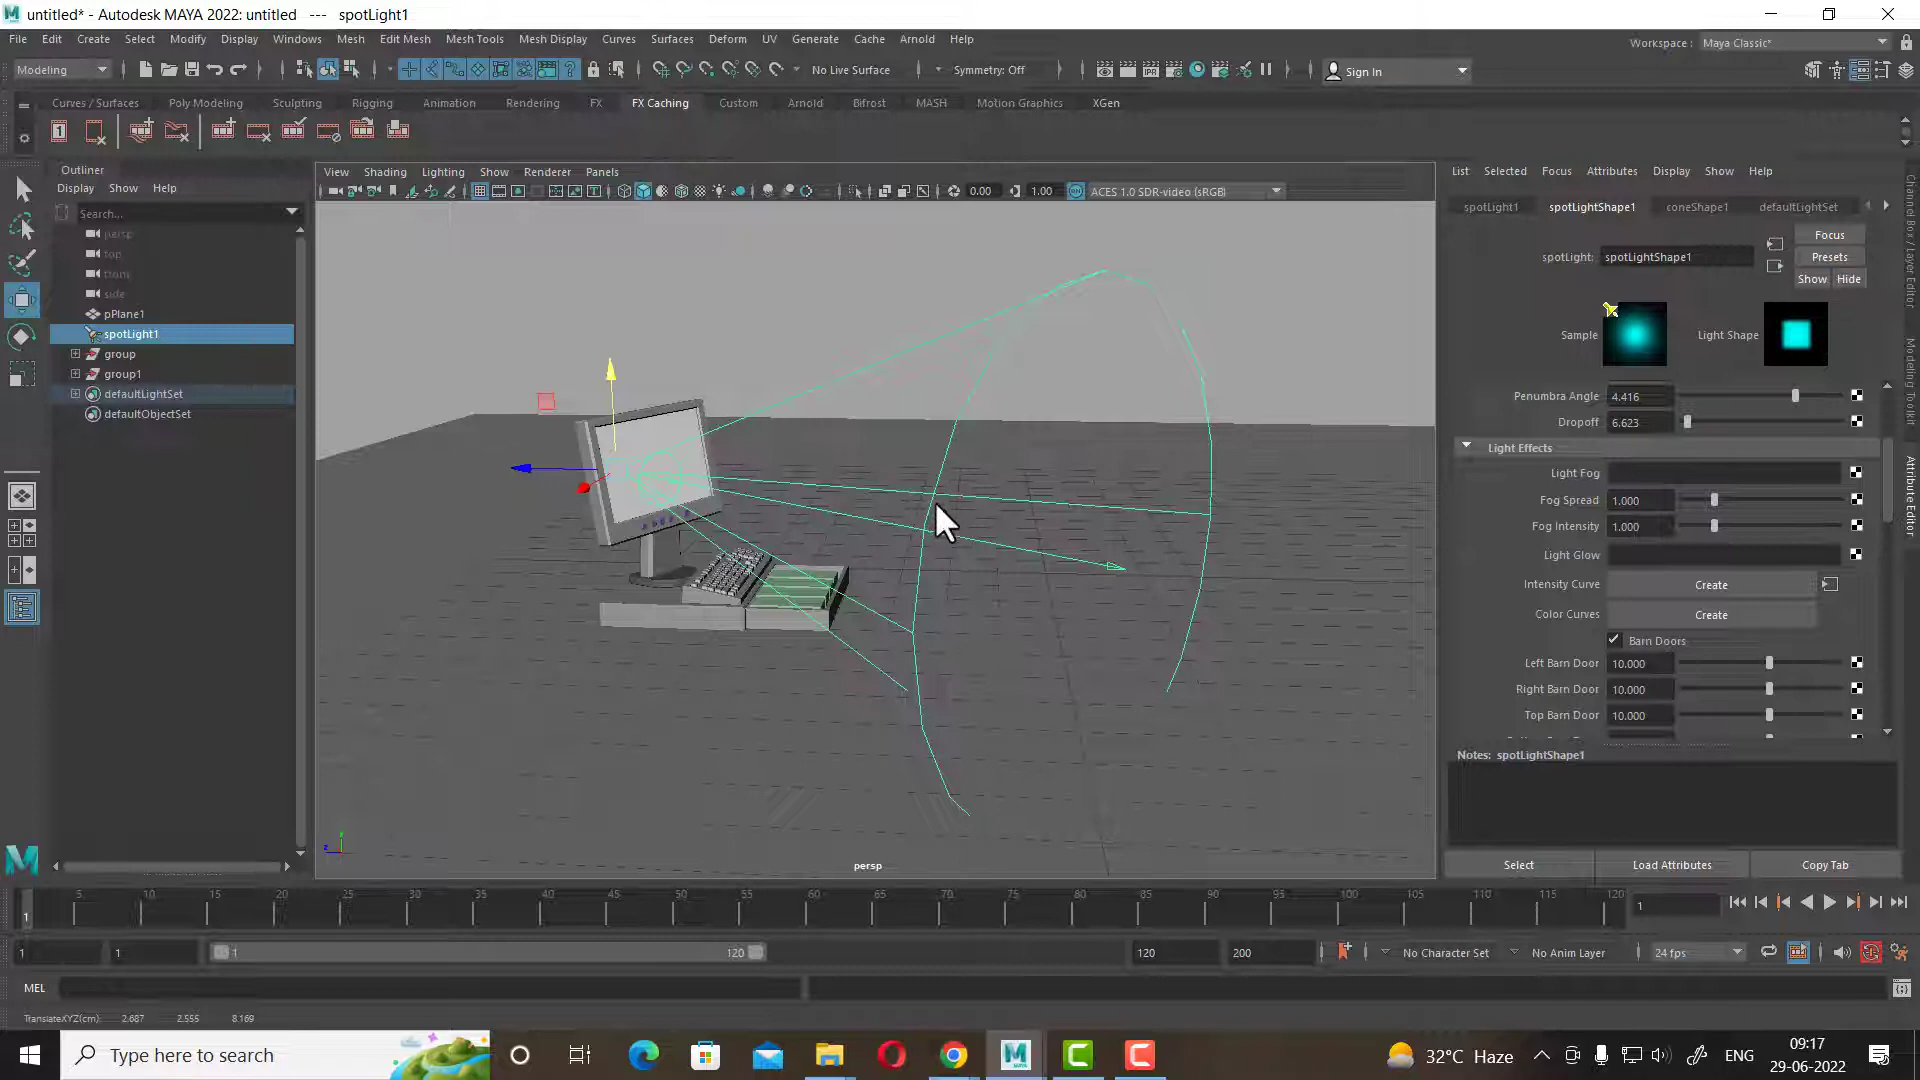 untitled* - Autodesk MAYA 2022: untitled --- spotLight1
File Edit Create Select Modify Display Windows Mesh Edit Mesh Mesh Tools Mesh Display Curves Surfaces Deform UV Generate Cache Arnold Help
Workspace : Maya Classic*
Modeling
No Live Surface
Symmetry: Off
Sign In
Curves / Surfaces Poly Modeling Sculpting Rigging Animation Rendering FX FX Caching Custom Arnold Bifrost MASH Motion Graphics XGen
Outliner
Display Show Help
Search...
persp
top
front
side
pPlane1
spotLight1
group
group1
defaultLightSet
defaultObjectSet
View Shading Lighting Show Renderer Panels
0.00 1.00 ACES 1.0 SDR-video (sRGB)
persp
List Selected Focus Attributes Display Show Help
spotLight1 spotLightShape1 coneShape1 defaultLightSet
spotLight: spotLightShape1
Focus
Presets
Show Hide
Sample
Light Shape
Penumbra Angle 4.416
Dropoff 6.623
Light Effects
Light Fog
Fog Spread 1.000
Fog Intensity 1.000
Light Glow
Intensity Curve Create
Color Curves Create
Barn Doors
Left Barn Door 10.000
Right Barn Door 10.000
Top Barn Door 10.000
Notes: spotLightShape1
Select Load Attributes Copy Tab
Channel Box / Layer Editor
Modeling Toolkit
Attribute Editor
5 10 15 20 25 30 35 40 45 50 55 60 65 70 75 80 85 90 95 100 105 110 115 120
1
1
1 1 1 120 120 200 No Character Set No Anim Layer 24 fps
MEL
TranslateXYZ(cm): 2.687 2.555 8.169
Type here to search
32°C Haze
ENG
09:17
29-06-2022